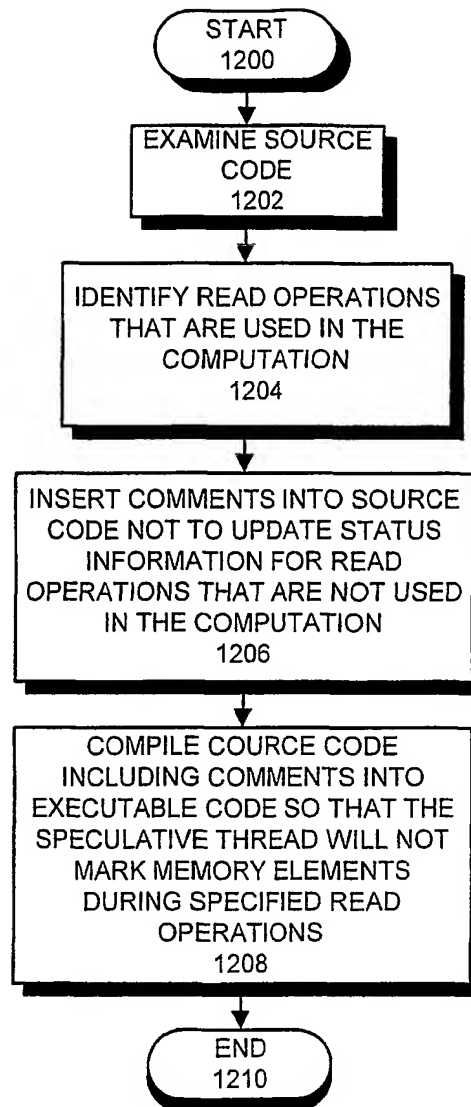 START
1200
EXAMINE SOURCE
CODE
1202
IDENTIFY READ OPERATIONS
THAT ARE USED IN THE
COMPUTATION
1204
INSERT COMMENTS INTO SOURCE
CODE NOT TO UPDATE STATUS
INFORMATION FOR READ
OPERATIONS THAT ARE NOT USED
IN THE COMPUTATION
1206
COMPILE COURCE CODE
INCLUDING COMMENTS INTO
EXECUTABLE CODE SO THAT THE
SPECULATIVE THREAD WILL NOT
MARK MEMORY ELEMENTS
DURING SPECIFIED READ
OPERATIONS
1208
END
1210